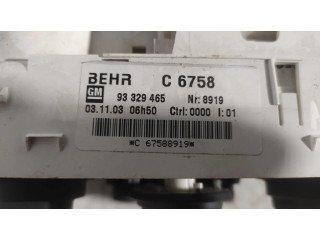 BEHR C 6758
GM 93 329 465 Nr: 8919
03.11.03 06h50 Ctrl:0000 I:01
*C 67588919*